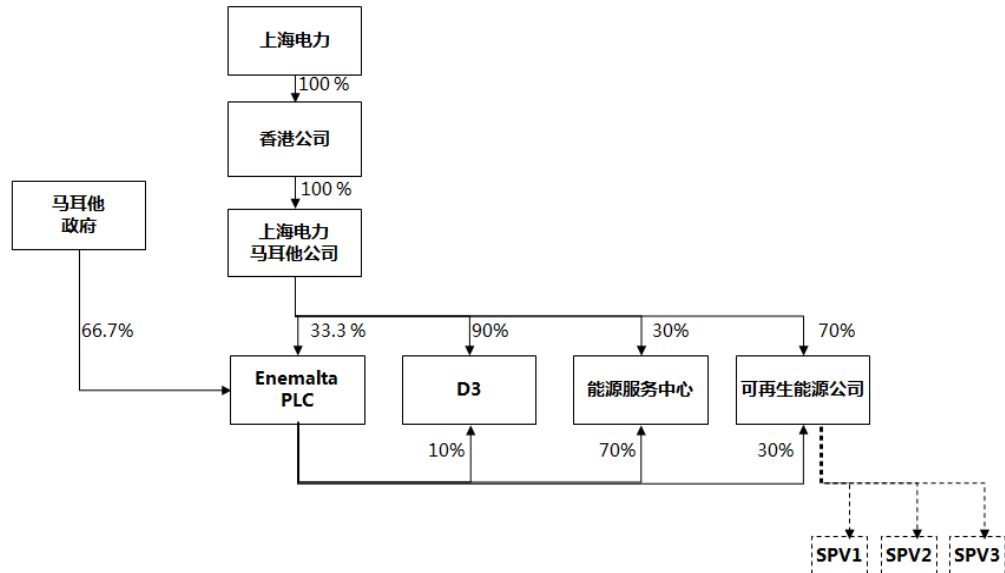 上海电力
100 %
香港公司
100 %
马耳他
政府
上海电力
马耳他公司
66.7%
33.3 %
90%
30%
70%
Enemalta
PLC
D3
能源服务中心
可再生能源公司
10%
70%
30%
SPV1
SPV2
SPV3